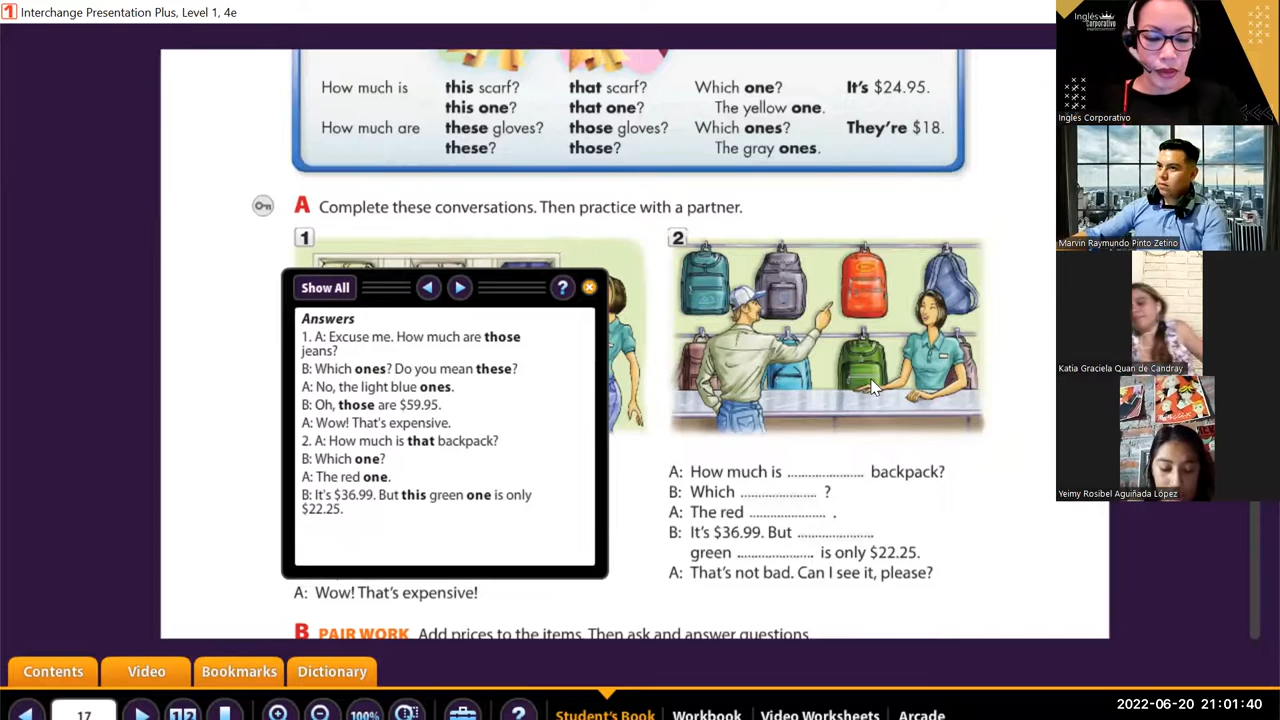 Interchange Presentation Plus, Level 1, 4e
How much is this scarf? that scarf? Which one? It's $24.95.
this one? that one? The yellow one.
How much are these gloves? those gloves? Which ones? They're $18.
these? those? The gray ones.
A Complete these conversations. Then practice with a partner.
1
2
Show All
?
Answers
1. A: Excuse me. How much are those
jeans?
B: Which ones? Do you mean these?
A: No, the light blue ones.
B: Oh, those are $59.95.
A: Wow! That's expensive.
2. A: How much is that backpack?
B: Which one?
A: The red one.
B: It's $36.99. But this green one is only
$22.25.
A: Wow! That's expensive!
A: How much is .................... backpack?
B: Which .................... ?
A: The red .................... .
B: It's $36.99. But ....................
green .................... is only $22.25.
A: That's not bad. Can I see it, please?
B PAIR WORK Add prices to the items. Then ask and answer questions.
Contents
Video
Bookmarks
Dictionary
17
1 2
100%
?
Student's Book
Workbook
Video Worksheets
Arcade
Inglés
Corporativo
Inglés Corporativo
Marvin Raymundo Pinto Zetino
Katia Graciela Quan de Candray
Yeimy Rosibel Aguiñada López
2022-06-20 21:01:40